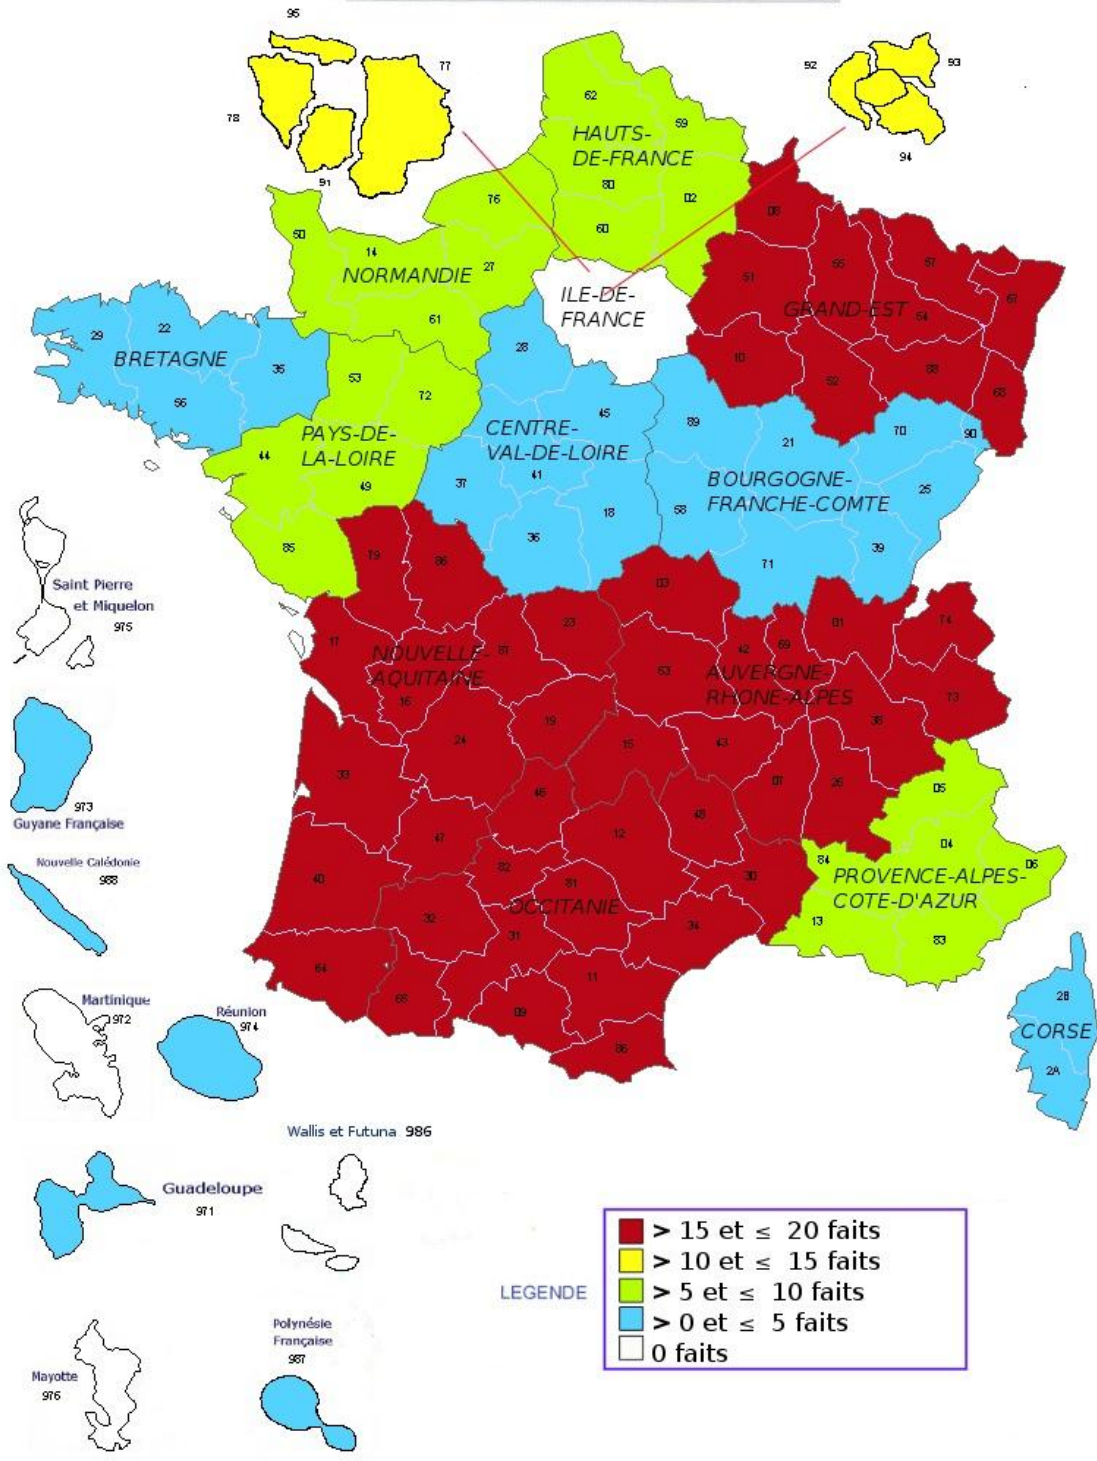 95
77
78
91
92
93
94
62
59
HAUTS-
DE-FRANCE
80
02
60
76
50
14
27
NORMANDIE
61
ILE-DE-
FRANCE
08
51
55
57
67
GRAND-EST
54
10
52
88
68
29
22
35
BRETAGNE
56
53
72
PAYS-DE-
LA-LOIRE
44
49
85
28
45
CENTRE-
VAL-DE-LOIRE
41
37
18
36
89
21
70
90
BOURGOGNE-
FRANCHE-COMTE
25
58
39
71
79
86
17
87
23
NOUVELLE-
AQUITAINE
16
24
19
33
47
40
64
03
42
69
01
74
63
AUVERGNE-
RHONE-ALPES
73
38
15
43
07
26
46
12
48
82
81
30
OCCITANIE
32
31
34
11
65
09
66
05
04
06
84
PROVENCE-ALPES-
COTE-D'AZUR
13
83
2B
CORSE
2A
Saint Pierre
et Miquelon
975
973
Guyane Française
Nouvelle Calédonie
988
Martinique
972
Réunion
974
Wallis et Futuna 986
Guadeloupe
971
Mayotte
976
Polynésie
Française
987
LEGENDE
> 15 et ≤ 20 faits
> 10 et ≤ 15 faits
> 5 et ≤ 10 faits
> 0 et ≤ 5 faits
0 faits